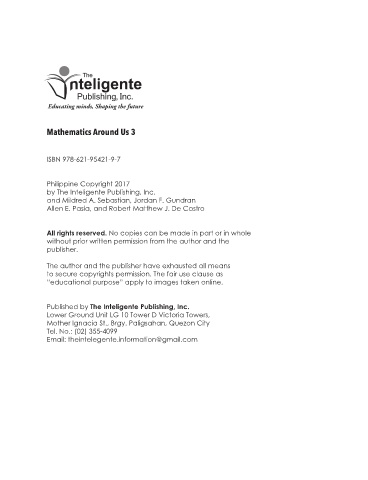 The
Inteligente
Publishing, Inc.
Educating minds, Shaping the future
Mathematics Around Us 3
ISBN 978-621-95421-9-7
Philippine Copyright 2017
by The Inteligente Publishing, Inc.
and Mildred A. Sebastian, Jordan F. Gundran
Allen E. Pasia, and Robert Matthew J. De Castro
All rights reserved. No copies can be made in part or in whole
without prior written permission from the author and the
publisher.
The author and the publisher have exhausted all means
to secure copyrights permission. The fair use clause as
"educational purpose" apply to images taken online.
Published by The Inteligente Publishing, Inc.
Lower Ground Unit LG 10 Tower D Victoria Towers,
Mother Ignacia St., Brgy. Paligsahan, Quezon City
Tel. No.: (02) 355-4099
Email: theintelegente.information@gmail.com